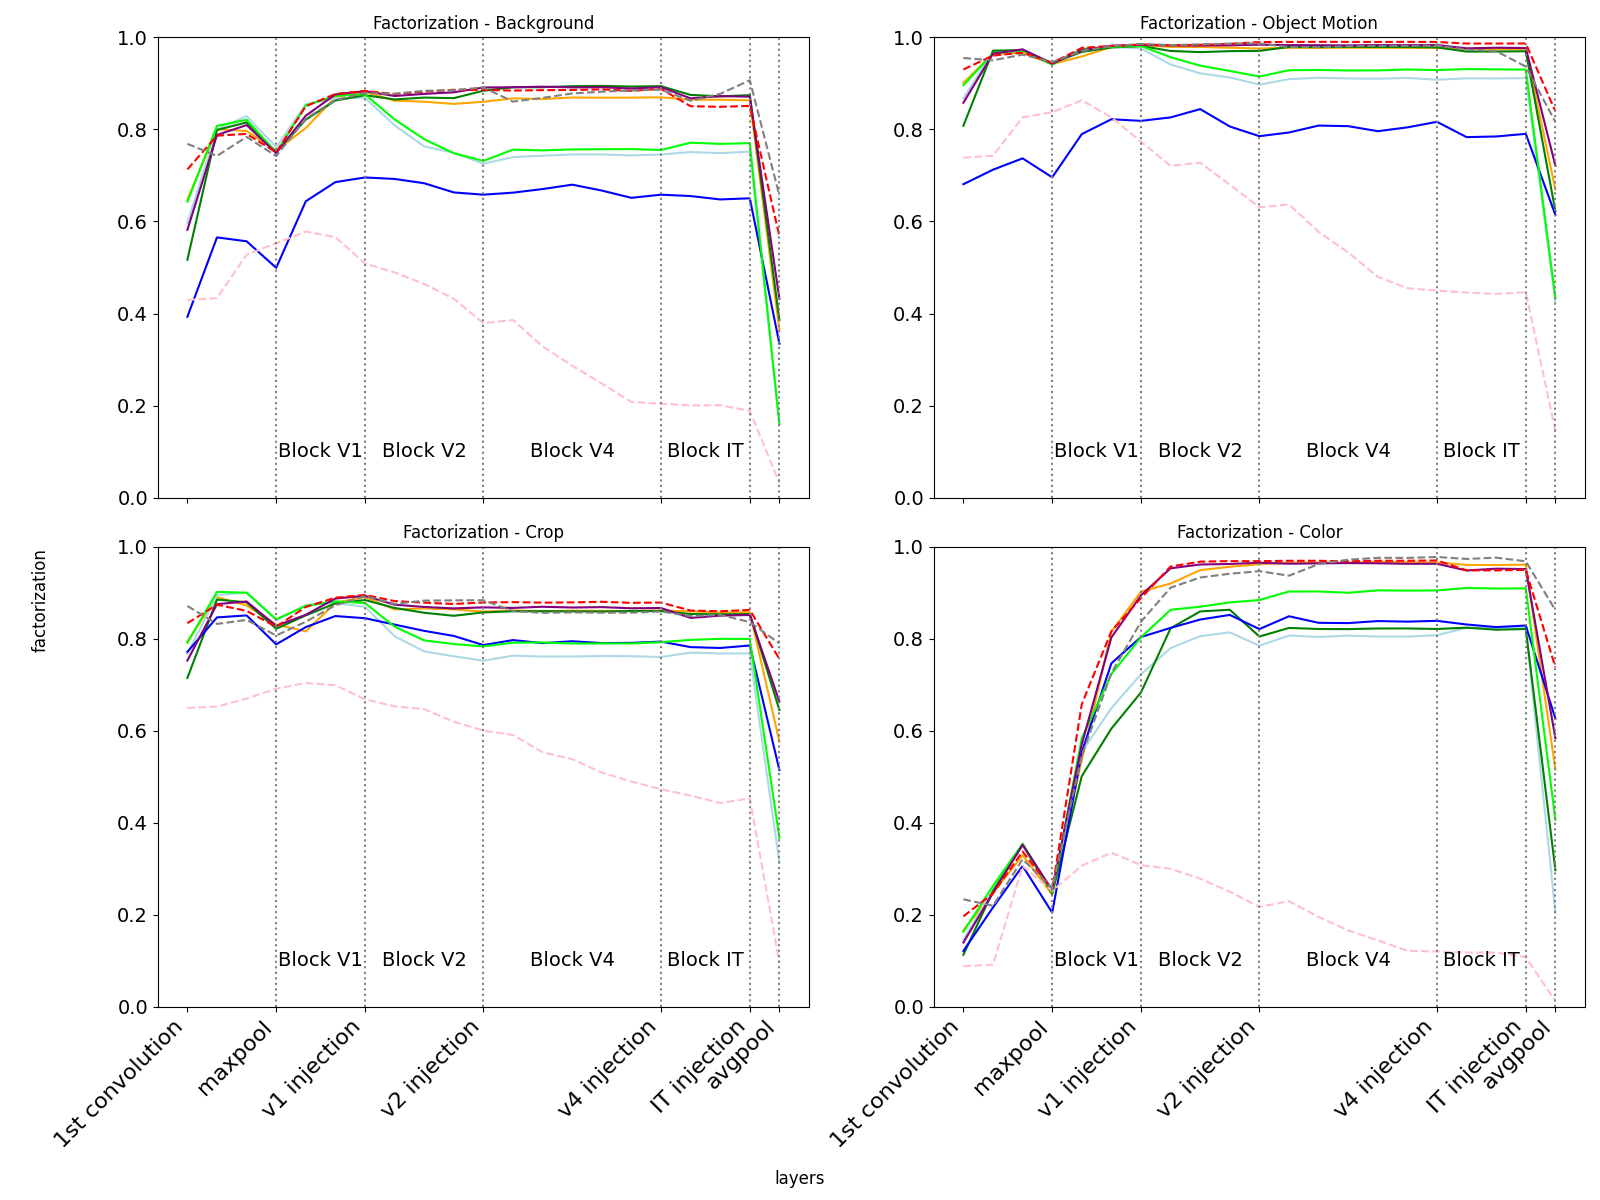 Factorization - Background
1.0
0.8
0.6
0.4
0.2
0.0
Block V1 Block V2 Block V4 Block IT
Factorization - Object Motion
1.0
0.8
0.6
0.4
0.2
0.0
Block V1 Block V2 Block V4 Block IT
factorization
Factorization - Crop
1.0
0.8
0.6
0.4
0.2
0.0
Block V1 Block V2 Block V4 Block IT
1st convolution
maxpool
v1 injection
v2 injection
v4 injection
IT injection
avgpool
Factorization - Color
1.0
0.8
0.6
0.4
0.2
0.0
Block V1 Block V2 Block V4 Block IT
1st convolution
maxpool
v1 injection
v2 injection
v4 injection
IT injection
avgpool
layers